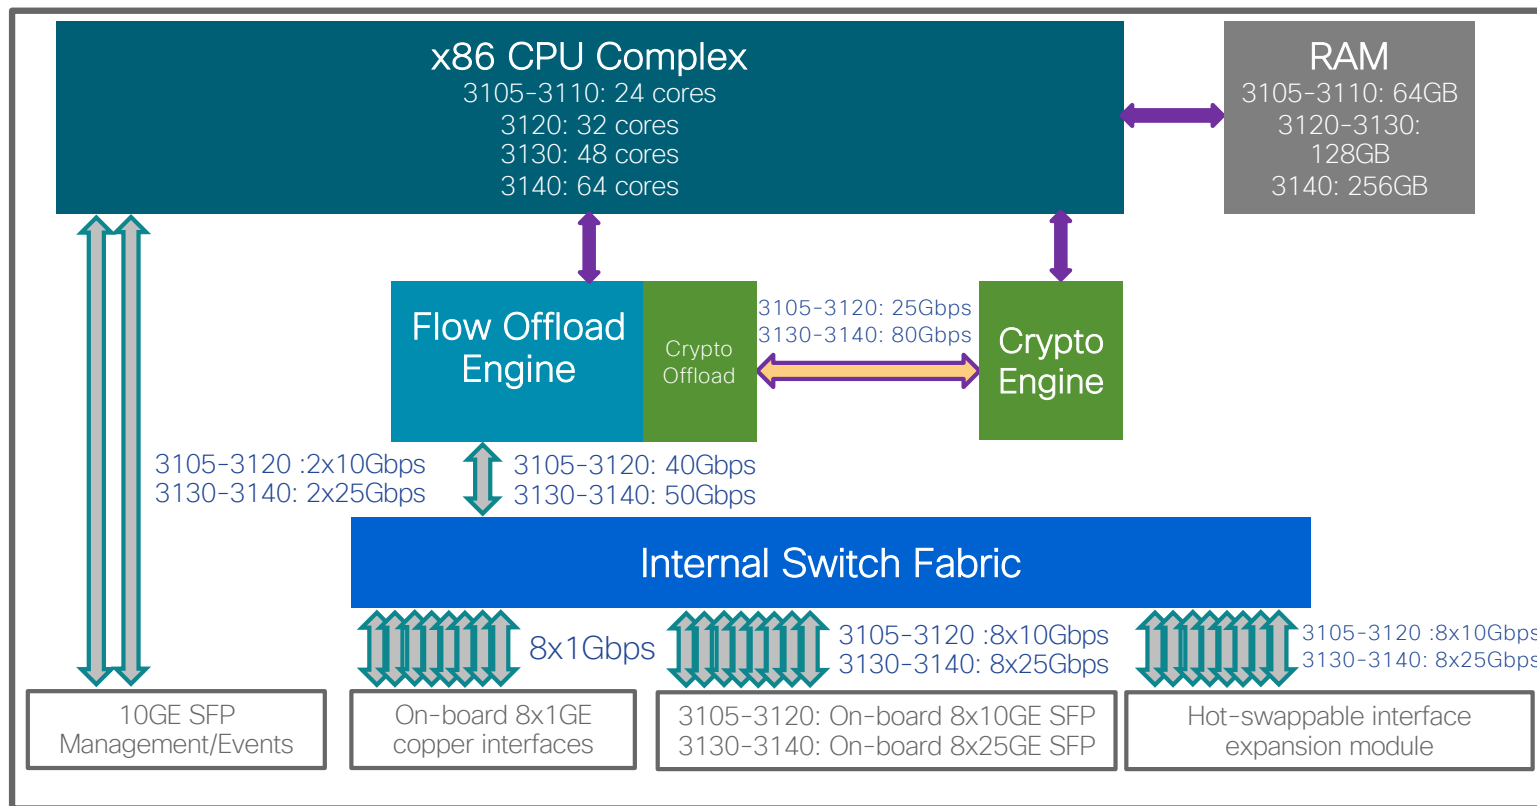 x86 CPU Complex
3105-3110: 24 cores
3120: 32 cores
3130: 48 cores
3140: 64 cores
RAM
3105-3110: 64GB
3120-3130:
128GB
3140: 256GB
Flow Offload
Engine
Crypto
Offload
3105-3120: 25Gbps
3130-3140: 80Gbps
Crypto
Engine
3105-3120 :2x10Gbps
3130-3140: 2x25Gbps
3105-3120: 40Gbps
3130-3140: 50Gbps
Internal Switch Fabric
8x1Gbps
3105-3120 :8x10Gbps
3130-3140: 8x25Gbps
3105-3120 :8x10Gbps
3130-3140: 8x25Gbps
10GE SFP
Management/Events
On-board 8x1GE
copper interfaces
3105-3120: On-board 8x10GE SFP
3130-3140: On-board 8x25GE SFP
Hot-swappable interface
expansion module